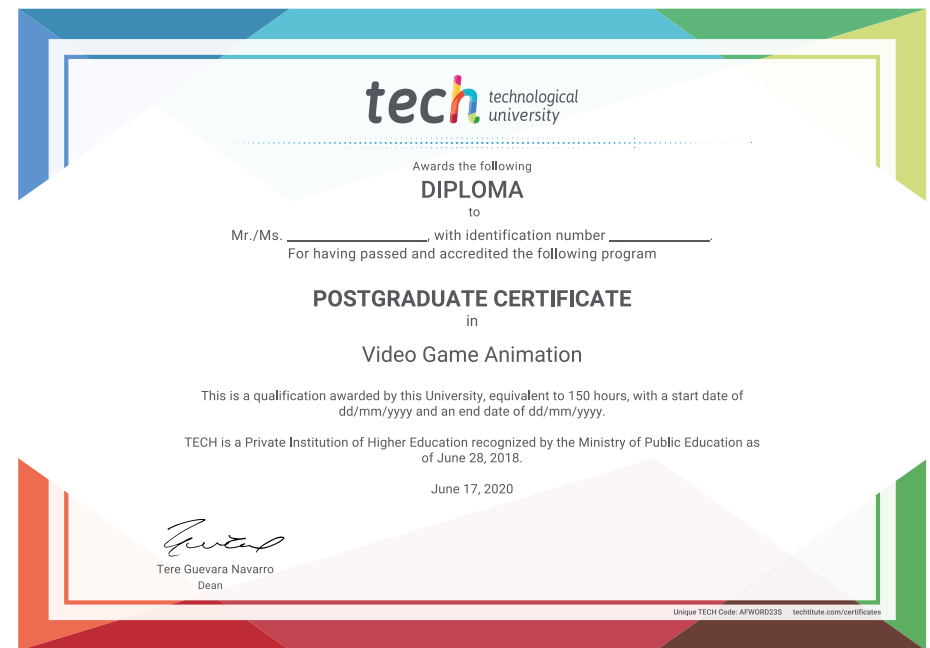 tech technological
university
Awards the following
DIPLOMA
to
Mr./Ms. ____________________, with identification number ______________.
For having passed and accredited the following program
POSTGRADUATE CERTIFICATE
in
Video Game Animation
This is a qualification awarded by this University, equivalent to 150 hours, with a start date of
dd/mm/yyyy and an end date of dd/mm/yyyy.
TECH is a Private Institution of Higher Education recognized by the Ministry of Public Education as
of June 28, 2018.
June 17, 2020
Tere Guevara Navarro
Dean
Unique TECH Code: AFWORD23S techtitute.com/certificates